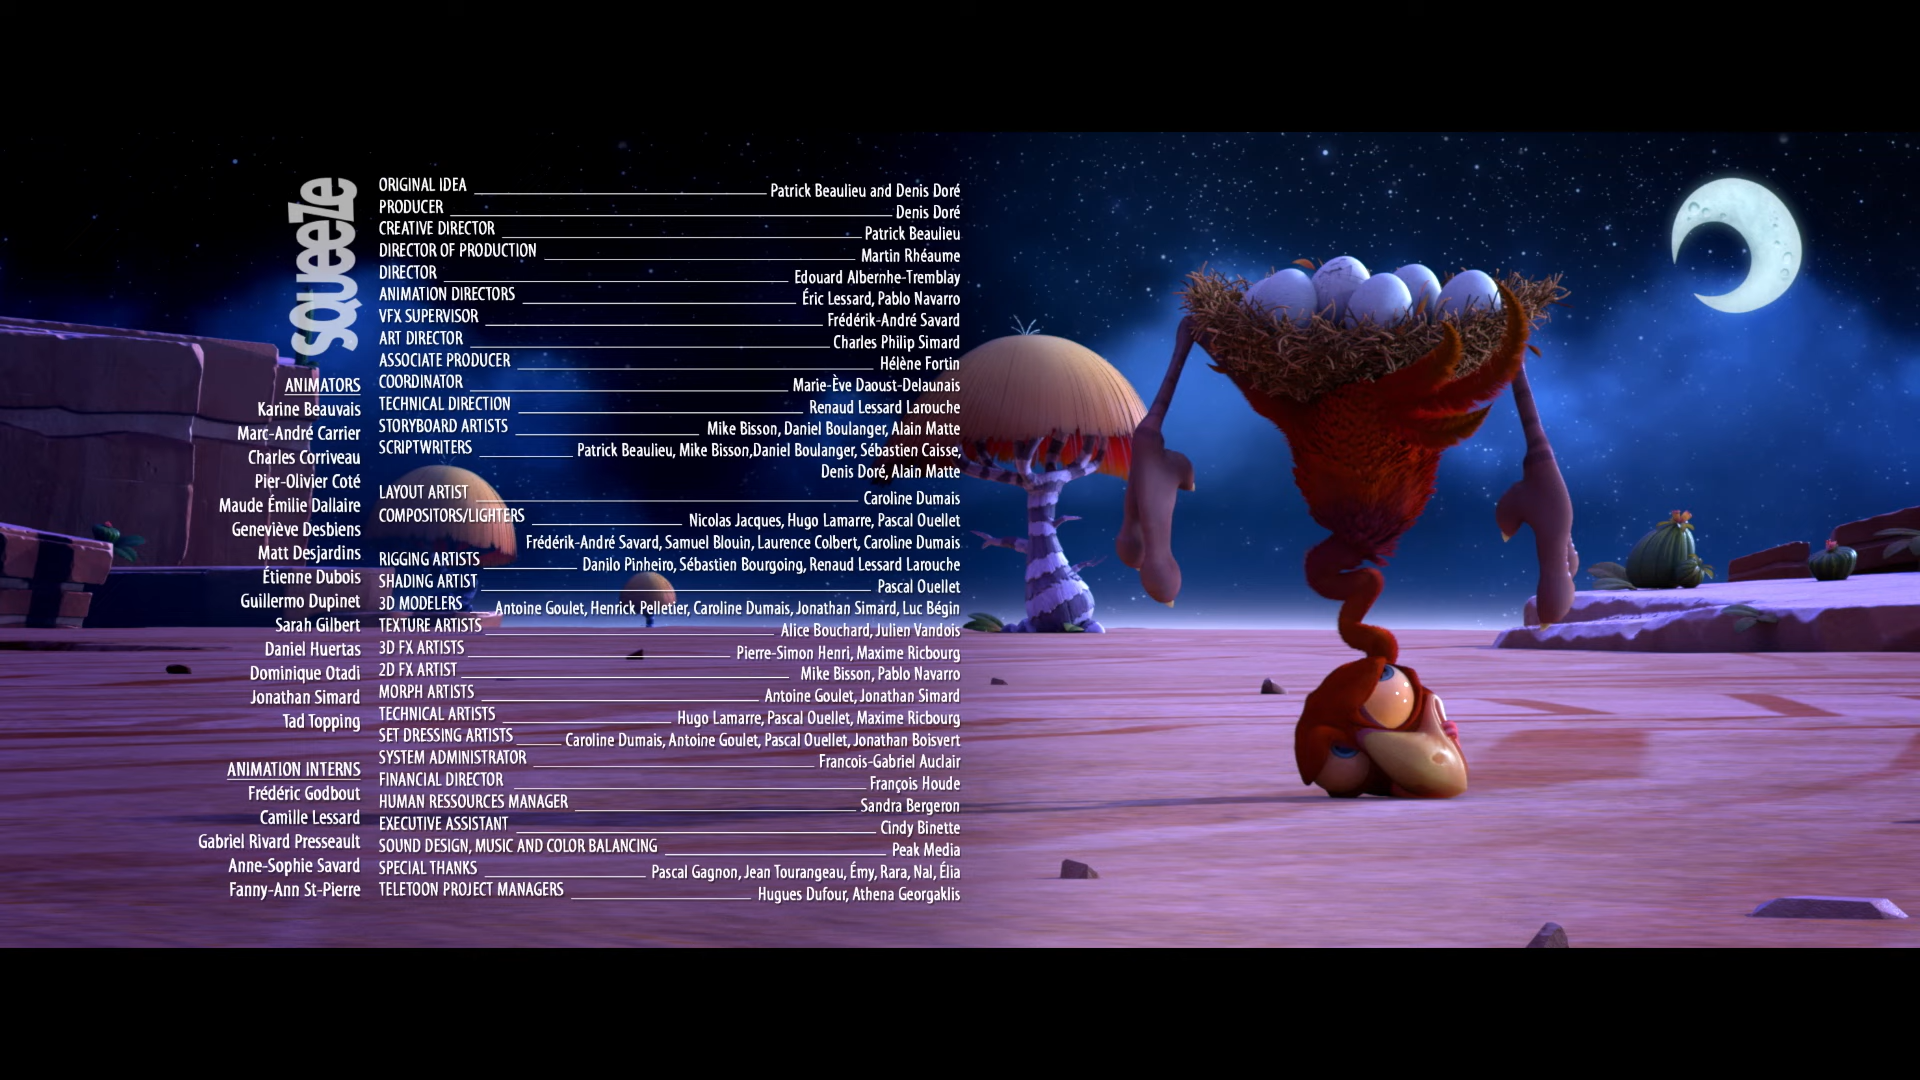 squeeze
ANIMATORS
Karine Beauvais
Marc-André Carrier
Charles Corriveau
Pier-Olivier Coté
Maude Émilie Dallaire
Geneviève Desbiens
Matt Desjardins
Étienne Dubois
Guillermo Dupinet
Sarah Gilbert
Daniel Huertas
Dominique Otadi
Jonathan Simard
Tad Topping
ANIMATION INTERNS
Frédéric Godbout
Camille Lessard
Gabriel Rivard Presseault
Anne-Sophie Savard
Fanny-Ann St-Pierre
ORIGINAL IDEA Patrick Beaulieu and Denis Doré
PRODUCER Denis Doré
CREATIVE DIRECTOR Patrick Beaulieu
DIRECTOR OF PRODUCTION Martin Rhéaume
DIRECTOR Edouard Albernhe-Tremblay
ANIMATION DIRECTORS Éric Lessard, Pablo Navarro
VFX SUPERVISOR Frédérik-André Savard
ART DIRECTOR Charles Philip Simard
ASSOCIATE PRODUCER Hélène Fortin
COORDINATOR Marie-Ève Daoust-Delaunais
TECHNICAL DIRECTION Renaud Lessard Larouche
STORYBOARD ARTISTS Mike Bisson, Daniel Boulanger, Alain Matte
SCRIPTWRITERS Patrick Beaulieu, Mike Bisson,Daniel Boulanger, Sébastien Caisse,
Denis Doré, Alain Matte
LAYOUT ARTIST Caroline Dumais
COMPOSITORS/LIGHTERS Nicolas Jacques, Hugo Lamarre, Pascal Ouellet
Frédérik-André Savard, Samuel Blouin, Laurence Colbert, Caroline Dumais
RIGGING ARTISTS Danilo Pinheiro, Sébastien Bourgoing, Renaud Lessard Larouche
SHADING ARTIST Pascal Ouellet
3D MODELERS Antoine Goulet, Henrick Pelletier, Caroline Dumais, Jonathan Simard, Luc Bégin
TEXTURE ARTISTS Alice Bouchard, Julien Vandois
3D FX ARTISTS Pierre-Simon Henri, Maxime Ricbourg
2D FX ARTIST Mike Bisson, Pablo Navarro
MORPH ARTISTS Antoine Goulet, Jonathan Simard
TECHNICAL ARTISTS Hugo Lamarre, Pascal Ouellet, Maxime Ricbourg
SET DRESSING ARTISTS Caroline Dumais, Antoine Goulet, Pascal Ouellet, Jonathan Boisvert
SYSTEM ADMINISTRATOR Francois-Gabriel Auclair
FINANCIAL DIRECTOR François Houde
HUMAN RESSOURCES MANAGER Sandra Bergeron
EXECUTIVE ASSISTANT Cindy Binette
SOUND DESIGN, MUSIC AND COLOR BALANCING Peak Media
SPECIAL THANKS Pascal Gagnon, Jean Tourangeau, Émy, Rara, Nal, Élia
TELETOON PROJECT MANAGERS Hugues Dufour, Athena Georgaklis